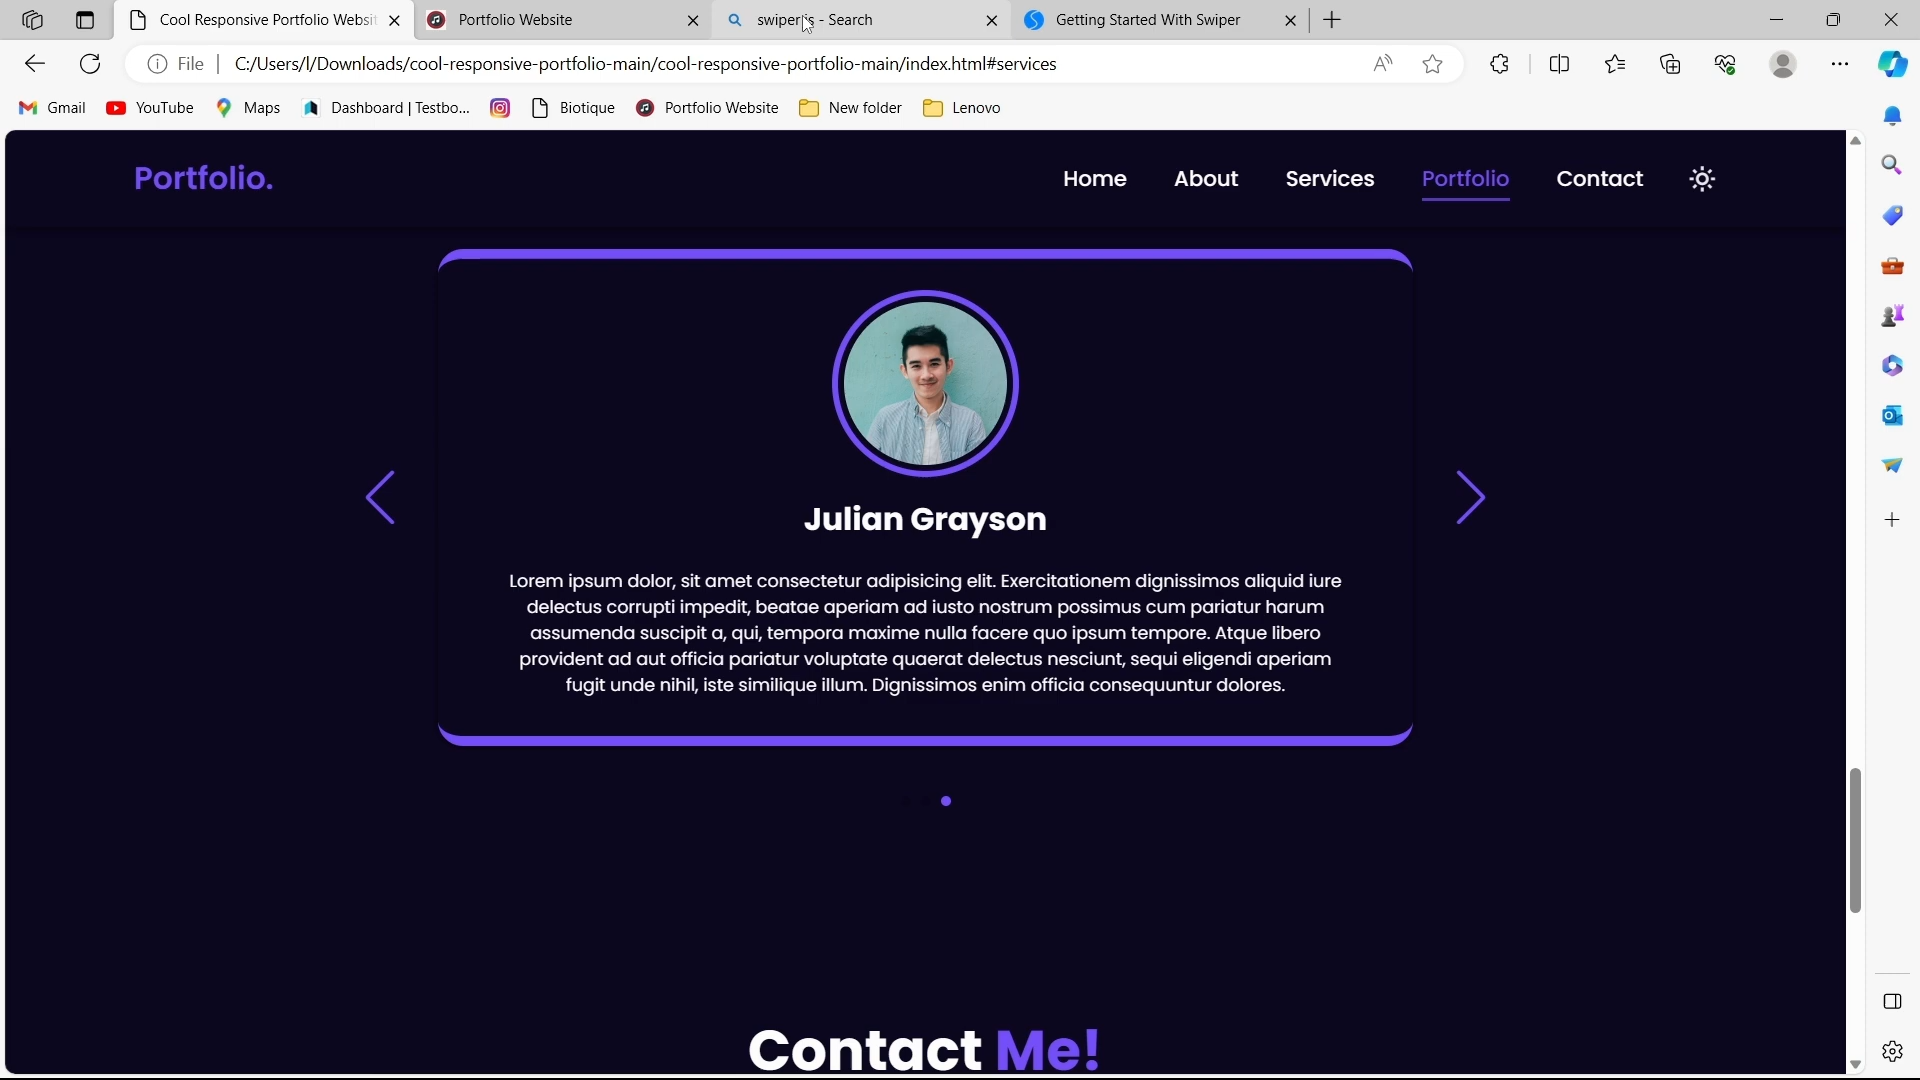 Cool Responsive Portfolio Websi
Portfolio Website
swiper js - Search
Getting Started With Swiper
File
C:/Users/l/Downloads/cool-responsive-portfolio-main/cool-responsive-portfolio-main/index.html#services
Gmail
YouTube
Maps
Dashboard | Testbo...
Biotique
Portfolio Website
New folder
Lenovo
Portfolio.
Home
About
Services
Portfolio
Contact
Julian Grayson
Lorem ipsum dolor, sit amet consectetur adipisicing elit. Exercitationem dignissimos aliquid iure
delectus corrupti impedit, beatae aperiam ad iusto nostrum possimus cum pariatur harum
assumenda suscipit a, qui, tempora maxime nulla facere quo ipsum tempore. Atque libero
provident ad aut officia pariatur voluptate quaerat delectus nesciunt, sequi eligendi aperiam
fugit unde nihil, iste similique illum. Dignissimos enim officia consequuntur dolores.
Contact Me!